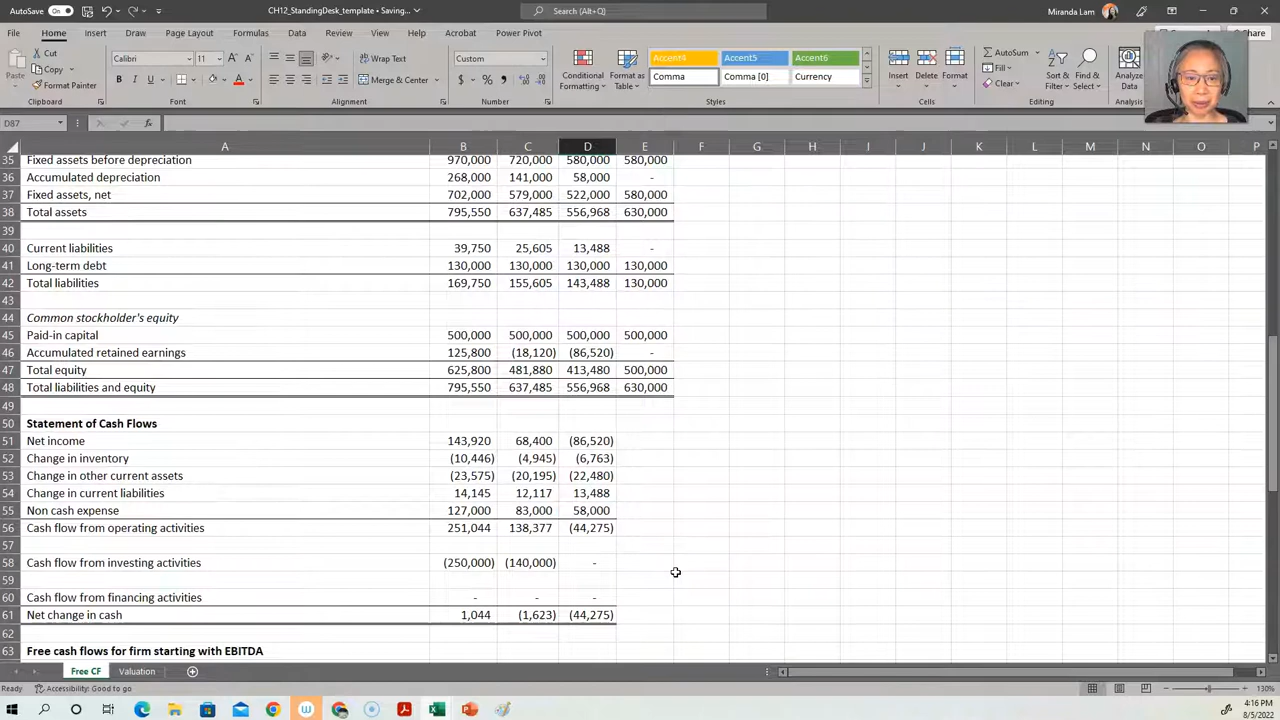 AutoSave On CH12_StandingDesk_template • Saving... Search (Alt+Q) Miranda Lam
File Home Insert Draw Page Layout Formulas Data Review View Help Acrobat Power Pivot Share
Cut Calibri 11 Wrap Text Custom Accent4 Accent5 Accent6 AutoSum
Paste Copy Format Painter B I U A Merge & Center $ % Conditional Formatting Format as Table Comma Comma [0] Currency Insert Delete Format Fill Clear Sort & Filter Find & Select Analyze Data
Clipboard Font Alignment Number Styles Cells Editing Analysis
D87 fx
A B C D E F G H I J K L M N O P
35 Fixed assets before depreciation 970,000 720,000 580,000 580,000
36 Accumulated depreciation 268,000 141,000 58,000 -
37 Fixed assets, net 702,000 579,000 522,000 580,000
38 Total assets 795,550 637,485 556,968 630,000
39
40 Current liabilities 39,750 25,605 13,488 -
41 Long-term debt 130,000 130,000 130,000 130,000
42 Total liabilities 169,750 155,605 143,488 130,000
43
44 Common stockholder's equity
45 Paid-in capital 500,000 500,000 500,000 500,000
46 Accumulated retained earnings 125,800 (18,120) (86,520) -
47 Total equity 625,800 481,880 413,480 500,000
48 Total liabilities and equity 795,550 637,485 556,968 630,000
49
50 Statement of Cash Flows
51 Net income 143,920 68,400 (86,520)
52 Change in inventory (10,446) (4,945) (6,763)
53 Change in other current assets (23,575) (20,195) (22,480)
54 Change in current liabilities 14,145 12,117 13,488
55 Non cash expense 127,000 83,000 58,000
56 Cash flow from operating activities 251,044 138,377 (44,275)
57
58 Cash flow from investing activities (250,000) (140,000) -
59
60 Cash flow from financing activities - - -
61 Net change in cash 1,044 (1,623) (44,275)
62
63 Free cash flows for firm starting with EBITDA
Free CF Valuation
Ready Accessibility: Good to go 130%
4:16 PM
8/5/2022